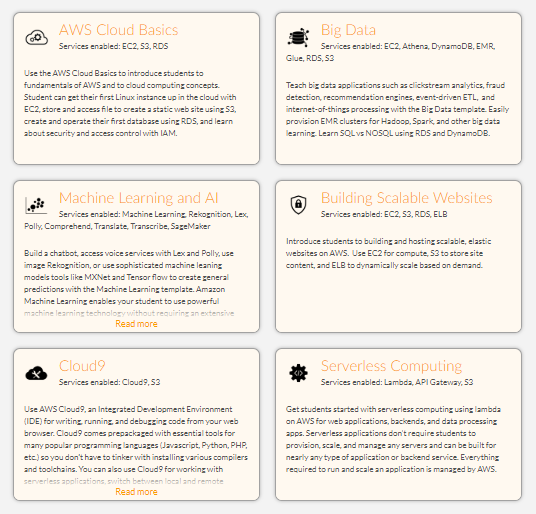 AWS Cloud Basics
Services enabled: EC2, S3, RDS
Use the AWS Cloud Basics to introduce students to
fundamentals of AWS and to cloud computing concepts.
Student can get their first Linux instance up in the cloud with
EC2, store and access file to create a static web site using S3,
create and operate their first database using RDS, and learn
about security and access control with IAM.
Big Data
Services enabled: EC2, Athena, DynamoDB, EMR,
Glue, RDS, S3
Teach big data applications such as clickstream analytics, fraud
detection, recommendation engines, event-driven ETL, and
internet-of-things processing with the Big Data template. Easily
provision EMR clusters for Hadoop, Spark, and other big data
learning. Learn SQL vs NOSQL using RDS and DynamoDB.
Machine Learning and AI
Services enabled: Machine Learning, Rekognition, Lex,
Polly, Comprehend, Translate, Transcribe, SageMaker
Build a chatbot, access voice services with Lex and Polly, use
image Rekognition, or use sophisticated machine leaning
models tools like MXNet and Tensor flow to create general
predictions with the Machine Learning template. Amazon
Machine Learning enables your student to use powerful
machine learning technology without requiring an extensive
Read more
Building Scalable Websites
Services enabled: EC2, S3, RDS, ELB
Introduce students to building and hosting scalable, elastic
websites on AWS. Use EC2 for compute, S3 to store site
content, and ELB to dynamically scale based on demand.
Cloud9
Services enabled: Cloud9, S3
Use AWS Cloud9, an Integrated Development Environment
(IDE) for writing, running, and debugging code from your web
browser. Cloud9 comes prepackaged with essential tools for
many popular programming languages (Javascript, Python, PHP,
etc.) so you don't have to tinker with installing various compilers
and toolchains. You can also use Cloud9 for working with
serverless applications, switch between local and remote
Read more
Serverless Computing
Services enabled: Lambda, API Gateway, S3
Get students started with serverless computing using lambda
on AWS for web applications, backends, and data processing
apps. Serverless applications don't require students to
provision, scale, and manage any servers and can be built for
nearly any type of application or backend service. Everything
required to run and scale an application is managed by AWS.